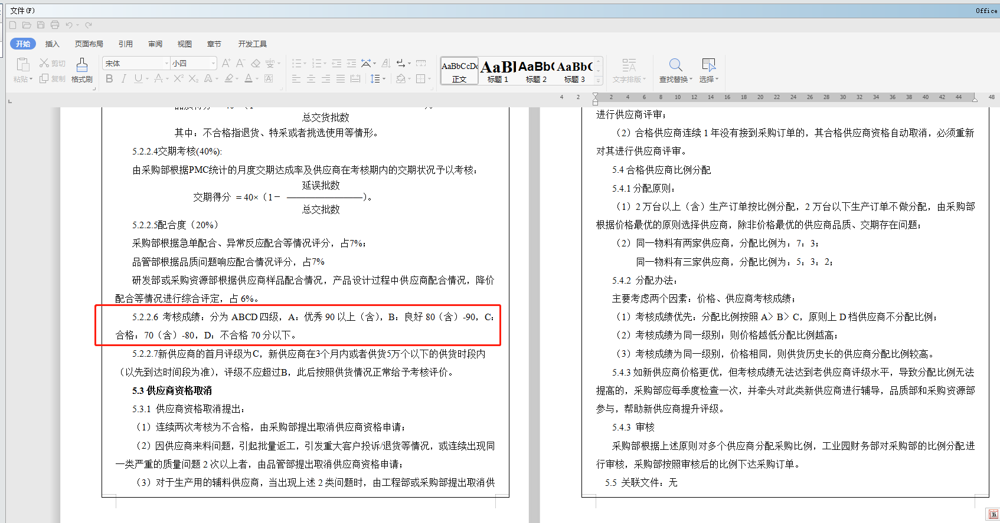 文件(F)
Office
开始 插入 页面布局 引用 审阅 视图 章节 开发工具
粘贴 剪切 复制 格式刷
宋体 小四
AaBbCcDd AaBl AaBb( AaBb(
正文 标题 1 标题 2 标题 3
文字排版 查找替换 选择
4 2 2 4 6 8 10 12 14 16 18 20 22 24 26 28 30 32 34 36 38 40 42 44 48
总交货批数
其中：不合格指退货、特采或者挑选使用等情形。
5.2.2.4交期考核(40%):
由采购部根据PMC统计的月度交期达成率及供应商在考核期内的交期状况予以考核：
延误批数
交期得分 ＝40×（1－ ————————）。
总交批数
5.2.2.5配合度（20%）
采购部根据急单配合、异常反应配合等情况评分，占7%；
品管部根据品质问题响应配合情况评分，占7%
研发部或采购资源部根据供应商样品配合情况，产品设计过程中供应商配合情况，降价
配合等情况进行综合评定，占 6%。
5.2.2.6 考核成绩：分为 ABCD 四级，A：优秀 90 以上（含），B：良好 80（含）-90，C：
合格：70（含）-80，D：不合格 70 分以下。
5.2.2.7新供应商的首月评级为C，新供应商在3个月内或者供货5万个以下的供货时段内
（以先到达时间段为准），评级不应超过B，此后按照供货情况正常给予考核评价。
5.3 供应商资格取消
5.3.1 供应商资格取消提出：
（1）连续两次考核为不合格，由采购部提出取消供应商资格申请；
（2）因供应商来料问题，引起批量返工，引发重大客户投诉/退货等情况，或连续出现同
一类严重的质量问题 2 次以上者，由品管部提出取消供应商资格申请；
（3）对于生产用的辅料供应商，当出现上述 2 类问题时，由工程部或采购部提出取消供
进行供应商评审；
（2）合格供应商连续 1 年没有接到采购订单的，其合格供应商资格自动取消，必须重新
对其进行供应商评审。
5.4 合格供应商比例分配
5.4.1 分配原则：
（1）2 万台以上（含）生产订单按比例分配，2 万台以下生产订单不做分配，由采购部
根据价格最优的原则选择供应商，除非价格最优的供应商品质、交期存在问题；
（2）同一物料有两家供应商，分配比例为：7：3；
同一物料有三家供应商，分配比例为：5：3：2；
5.4.2 分配办法：
主要考虑两个因素：价格、供应商考核成绩；
（1）考核成绩优先：分配比例按照 A＞B＞C，原则上 D 档供应商不分配比例；
（2）考核成绩为同一级别：则价格越低分配比例越高；
（3）考核成绩为同一级别，价格相同，则供货历史长的供应商分配比例较高。
5.4.3 如新供应商价格更优，但考核成绩无法达到老供应商评级水平，导致分配比例无法
提高的，采购部应每季度检查一次，并牵头对此类新供应商进行辅导，品质部和采购资源部
参与，帮助新供应商提升评级。
5.4.3 审核
采购部根据上述原则对多个供应商分配采购比例，工业园财务部对采购部的比例分配进
行审核，采购部按照审核后的比例下达采购订单。
5.5 关联文件：无